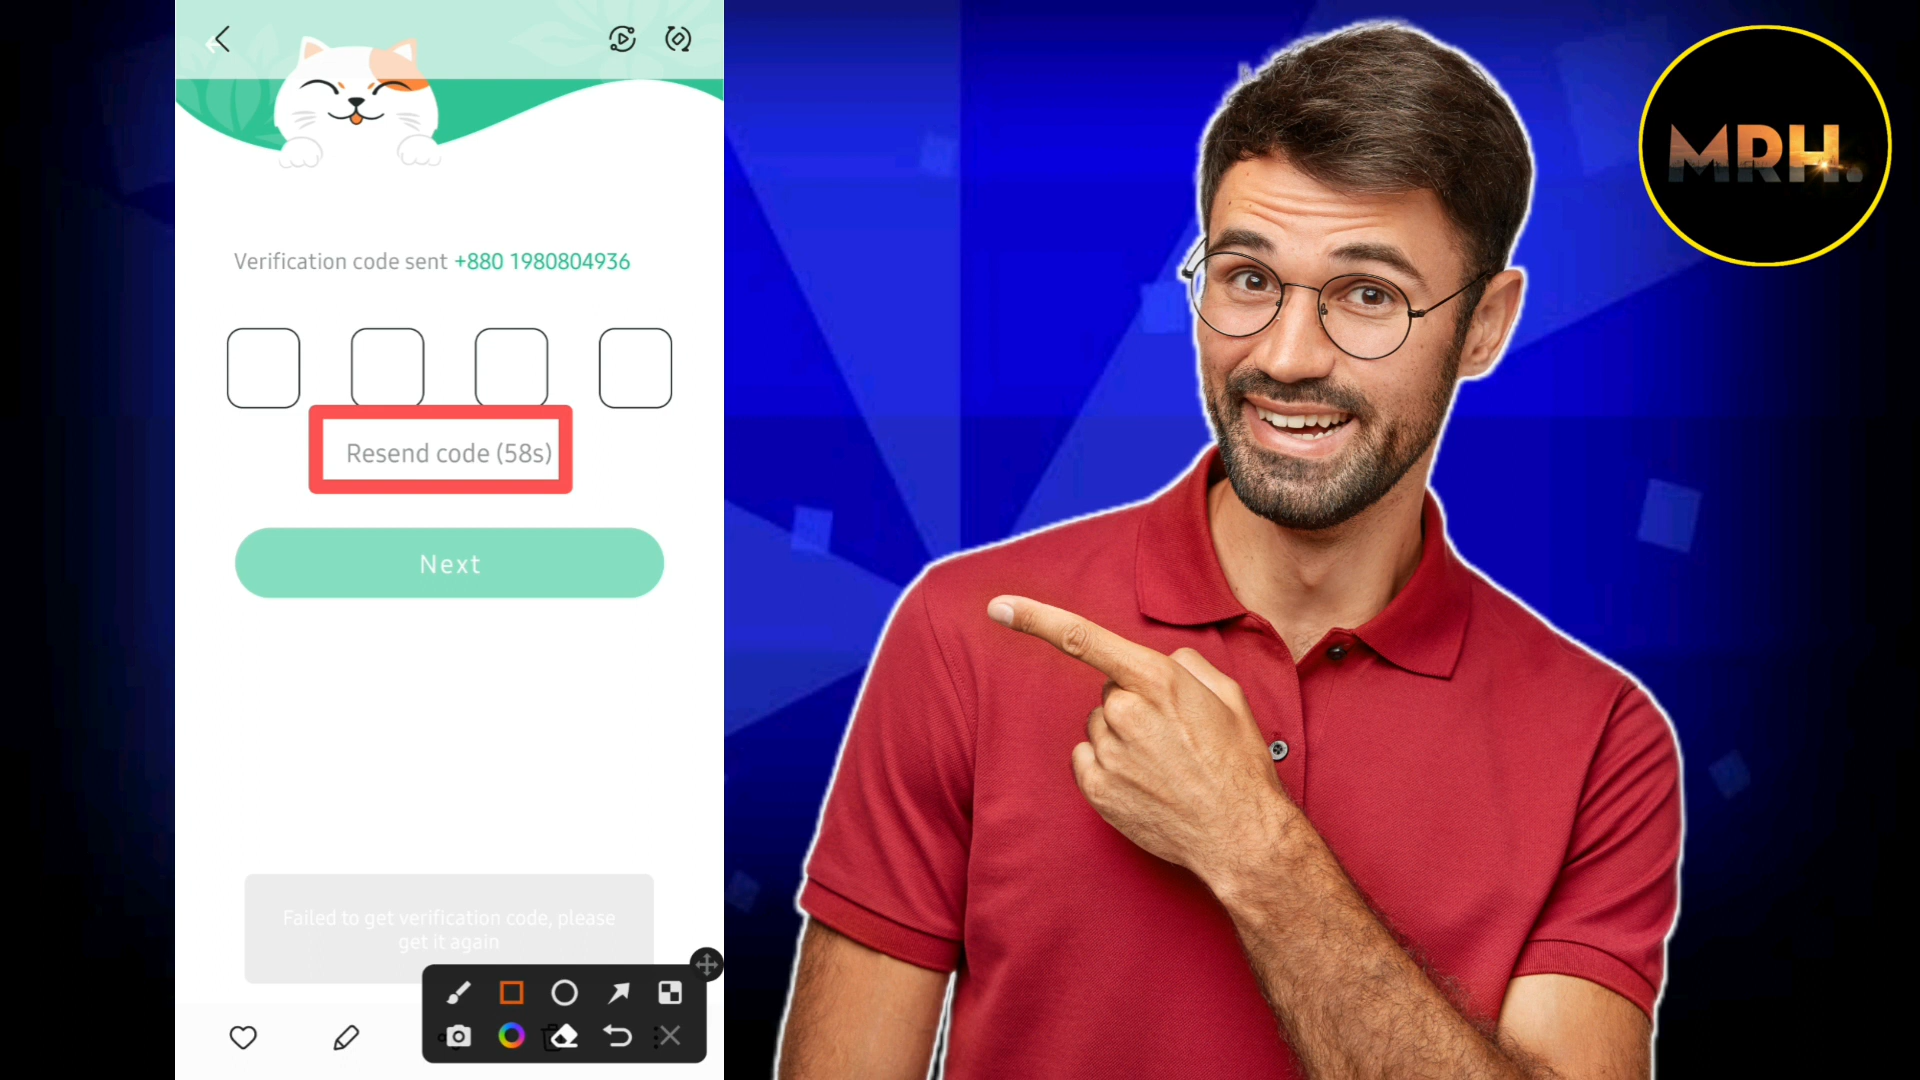 Verification code sent +880 1980804936
Resend code (58s)
Next
Failed to get verification code, please
get it again
MRH.